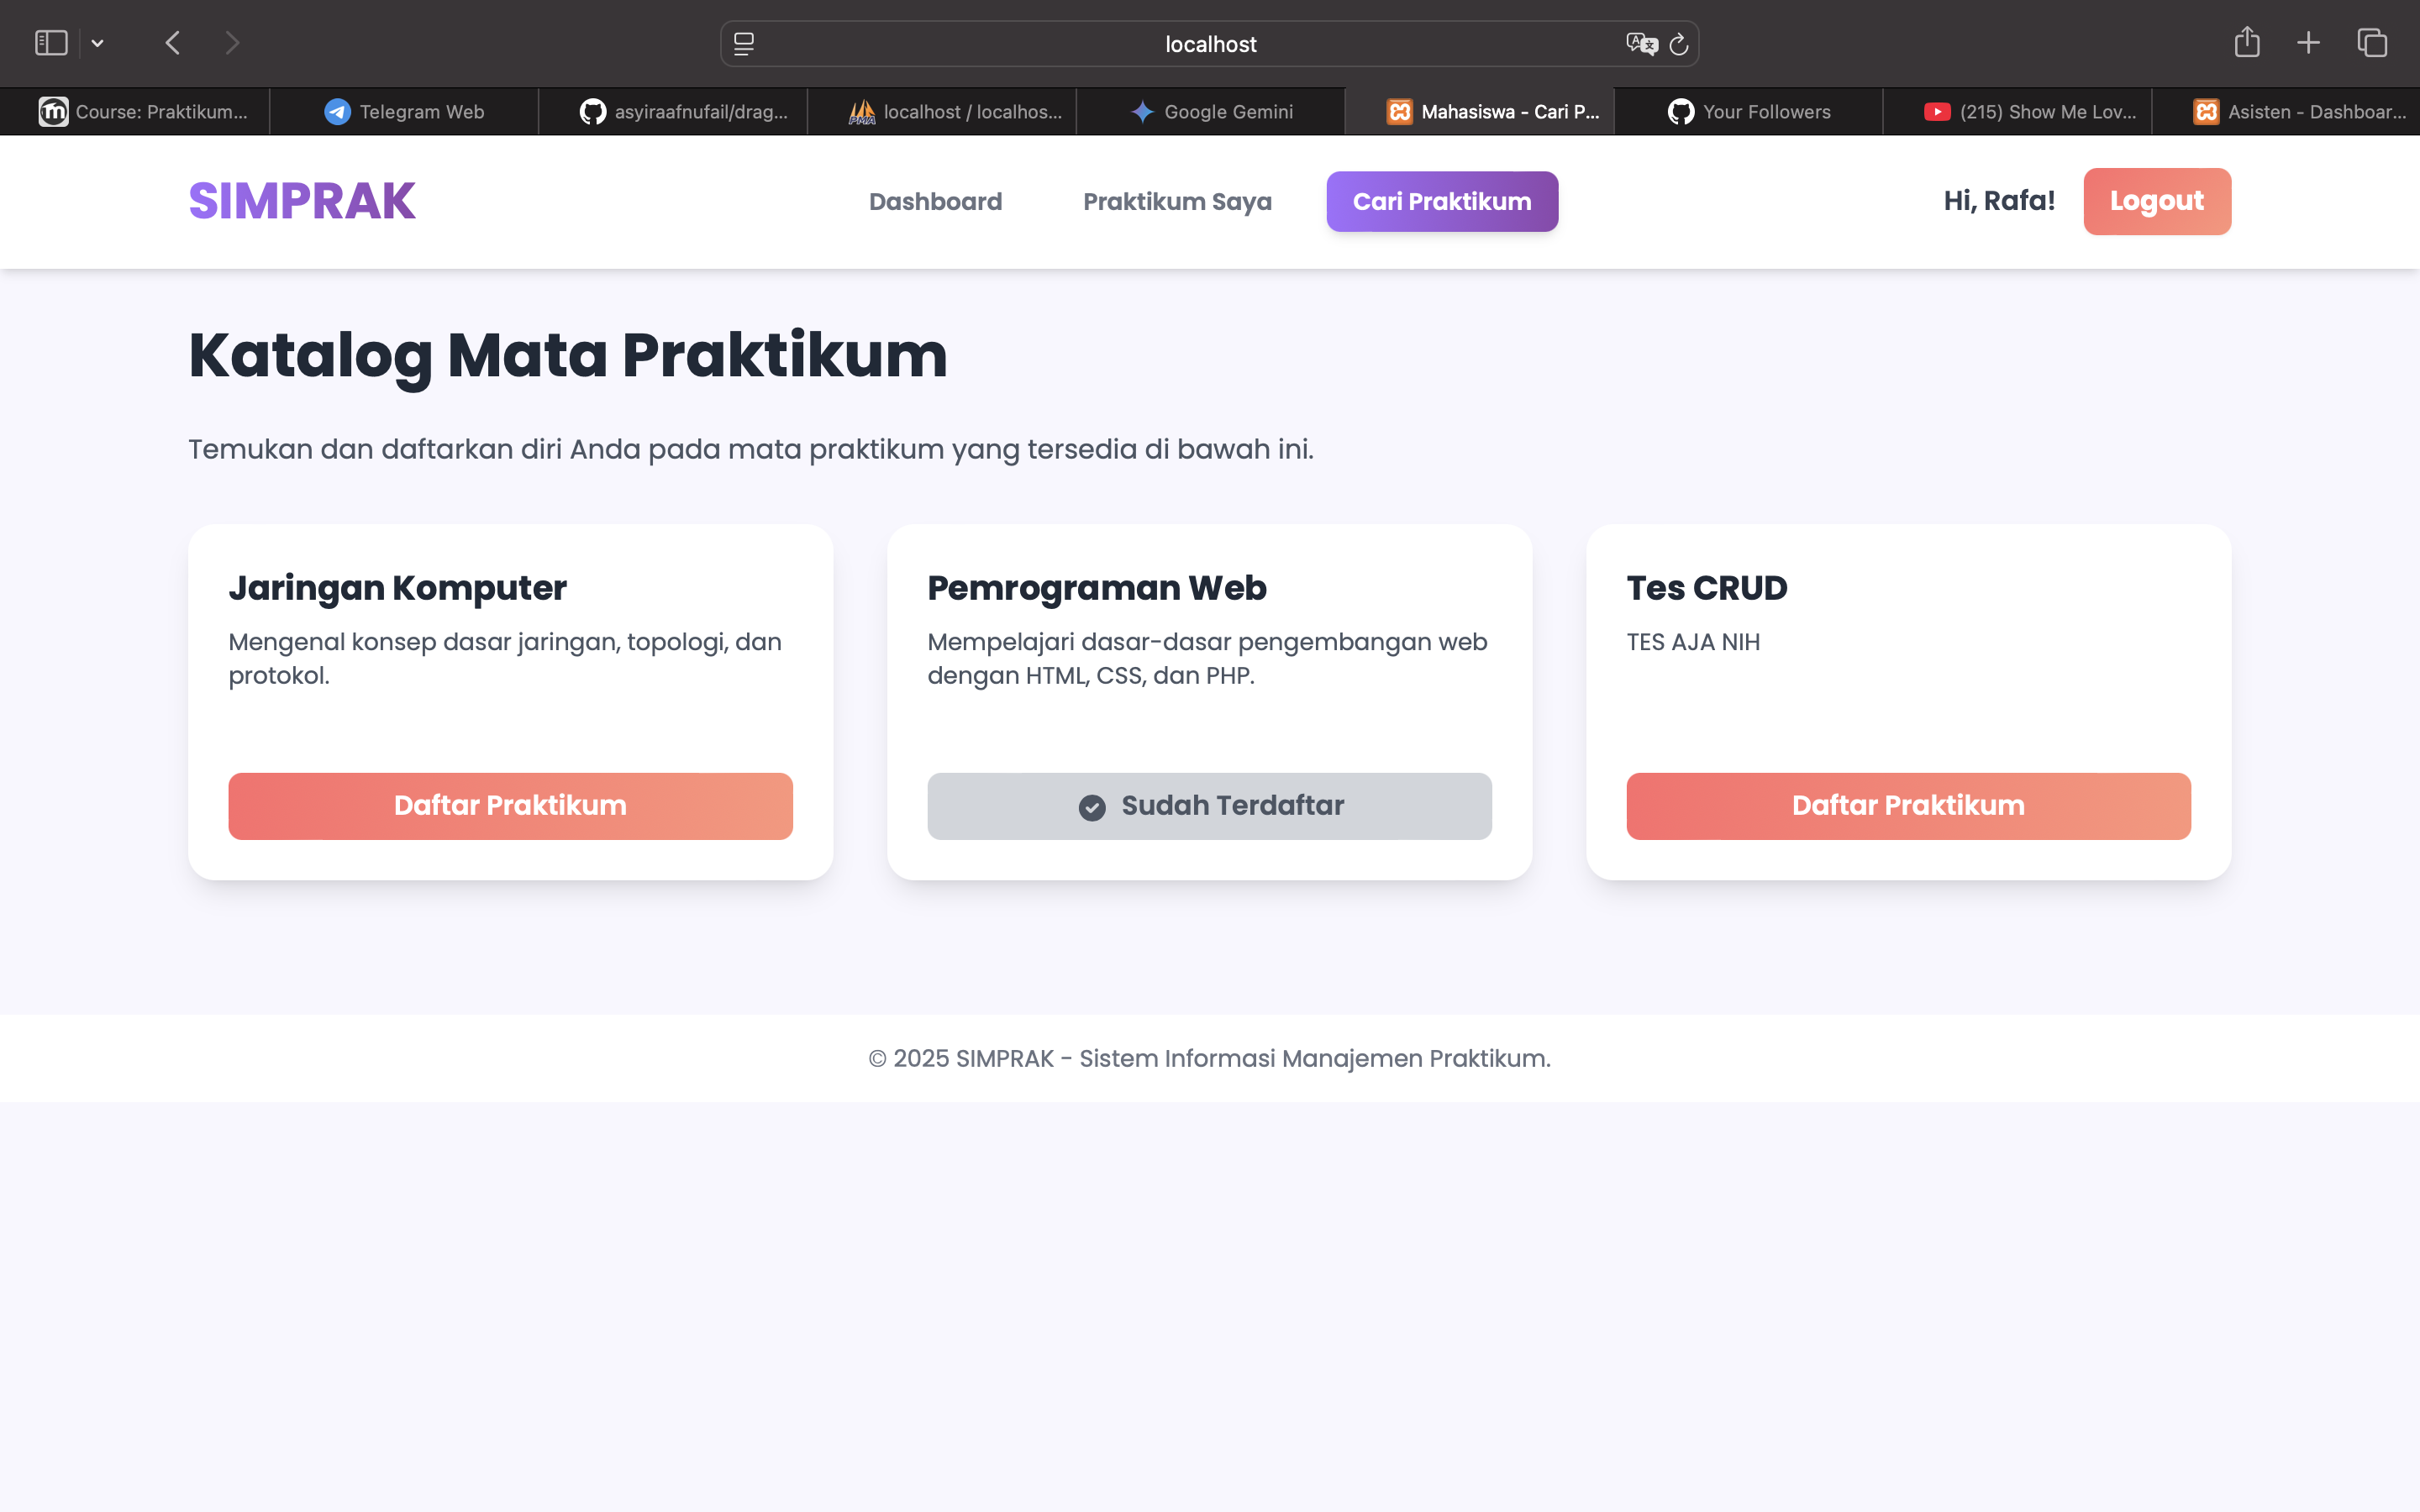 localhost
Course: Praktikum...
Telegram Web
asyiraafnufail/drag...
localhost / localhos...
Google Gemini
Mahasiswa - Cari P...
Your Followers
(215) Show Me Lov...
Asisten - Dashboar...
SIMPRAK
Dashboard
Praktikum Saya
Cari Praktikum
Hi, Rafa!
Logout
Katalog Mata Praktikum
Temukan dan daftarkan diri Anda pada mata praktikum yang tersedia di bawah ini.
Jaringan Komputer
Mengenal konsep dasar jaringan, topologi, dan
protokol.
Daftar Praktikum
Pemrograman Web
Mempelajari dasar-dasar pengembangan web
dengan HTML, CSS, dan PHP.
Sudah Terdaftar
Tes CRUD
TES AJA NIH
Daftar Praktikum
© 2025 SIMPRAK - Sistem Informasi Manajemen Praktikum.